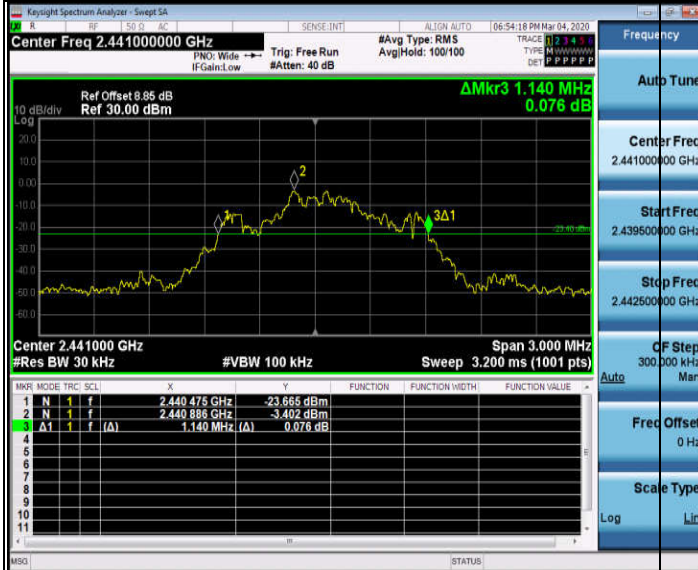 Keysight Spectrum Analyzer - Swept SA
R RF 50 Ω AC SENSE:INT ALIGN AUTO 06:54:18 PM Mar 04, 2020
Center Freq 2.441000000 GHz
PNO: Wide
IFGain:Low
Trig: Free Run
#Atten: 40 dB
#Avg Type: RMS
Avg|Hold: 100/100
TRACE 1 2 3 4 5 6
TYPE M W W W W W
DET P P P P P P
Ref Offset 8.85 dB
Ref 30.00 dBm
10 dB/div
Log
ΔMkr3 1.140 MHz
0.076 dB
20.0
10.0
0.00
-10.0
-20.0
-30.0
-40.0
-50.0
-60.0
1
2
3Δ1
-23.40 dBm
Center 2.441000 GHz
#Res BW 30 kHz
#VBW 100 kHz
Span 3.000 MHz
Sweep 3.200 ms (1001 pts)
MKR MODE TRC SCL X Y FUNCTION FUNCTION WIDTH FUNCTION VALUE
1 N 1 f 2.440 475 GHz -23.665 dBm
2 N 1 f 2.440 886 GHz -3.402 dBm
3 Δ1 1 f (Δ) 1.140 MHz (Δ) 0.076 dB
4
5
6
7
8
9
10
11
MSG STATUS
Frequency
Auto Tune
Center Freq
2.441000000 GHz
Start Freq
2.439500000 GHz
Stop Freq
2.442500000 GHz
CF Step
300.000 kHz
Auto Man
Freq Offset
0 Hz
Scale Type
Log Lin